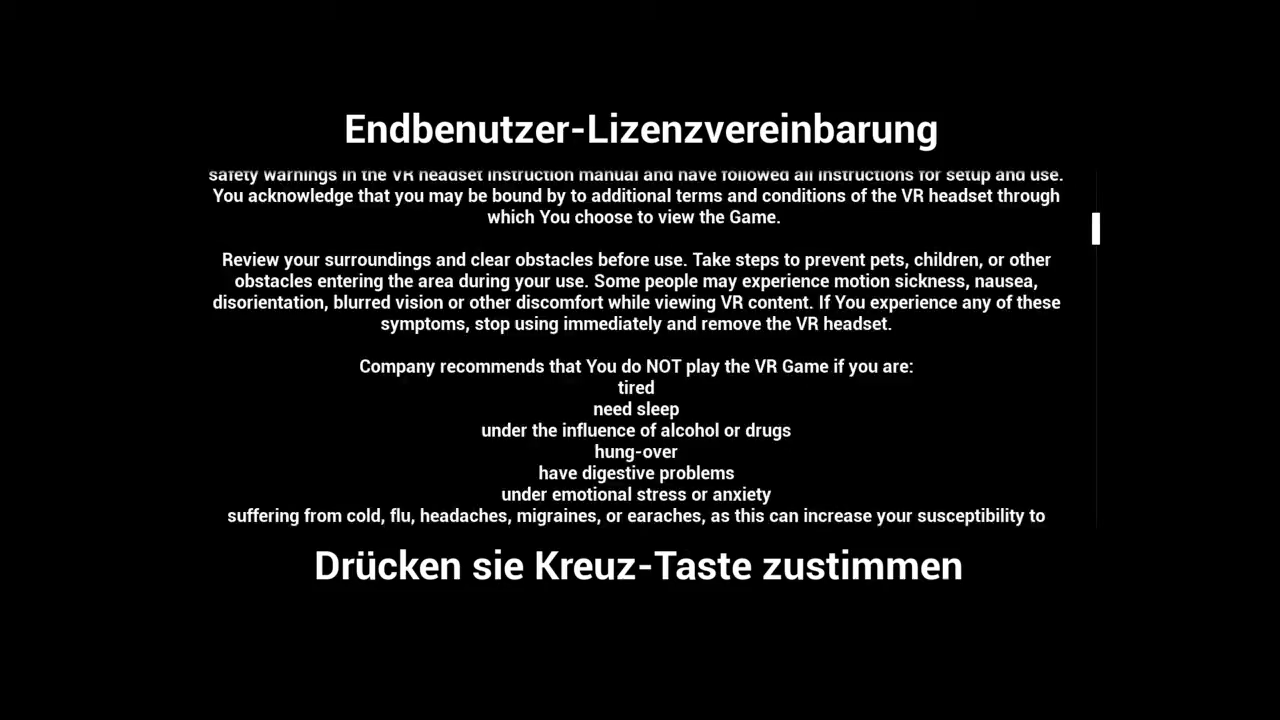 Endbenutzer-Lizenzvereinbarung
safety warnings in the VR headset instruction manual and have followed all instructions for setup and use.
You acknowledge that you may be bound by to additional terms and conditions of the VR headset through
which You choose to view the Game.
Review your surroundings and clear obstacles before use. Take steps to prevent pets, children, or other
obstacles entering the area during your use. Some people may experience motion sickness, nausea,
disorientation, blurred vision or other discomfort while viewing VR content. If You experience any of these
symptoms, stop using immediately and remove the VR headset.
Company recommends that You do NOT play the VR Game if you are:
tired
need sleep
under the influence of alcohol or drugs
hung-over
have digestive problems
under emotional stress or anxiety
suffering from cold, flu, headaches, migraines, or earaches, as this can increase your susceptibility to
Drücken sie Kreuz-Taste zustimmen